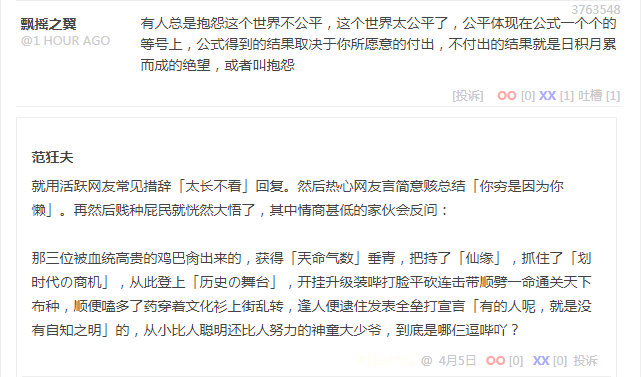 3763548
飘摇之翼
@1 HOUR AGO
有人总是抱怨这个世界不公平，这个世界太公平了，公平体现在公式一个个的
等号上，公式得到的结果取决于你所愿意的付出，不付出的结果就是日积月累
而成的绝望，或者叫抱怨
[投诉] OO [0] XX [1] 吐槽 [1]
范狂夫
就用活跃网友常见措辞「太长不看」回复。然后热心网友言简意赅总结「你穷是因为你
懒」。再然后贱种屁民就恍然大悟了，其中情商甚低的家伙会反问：
那三位被血统高贵的鸡巴肏出来的，获得「天命气数」垂青，把持了「仙缘」，抓住了「划
时代の商机」，从此登上「历史の舞台」，开挂升级装哔打脸平砍连击带顺劈一命通关天下
布种，顺便嗑多了药穿着文化衫上街乱转，逢人便逮住发表全垒打宣言「有的人呢，就是没
有自知之明」的，从小比人聪明还比人努力的神童大少爷，到底是哪仨逗哔吖？
@ 4月5日 OO [0] XX [0] 投诉